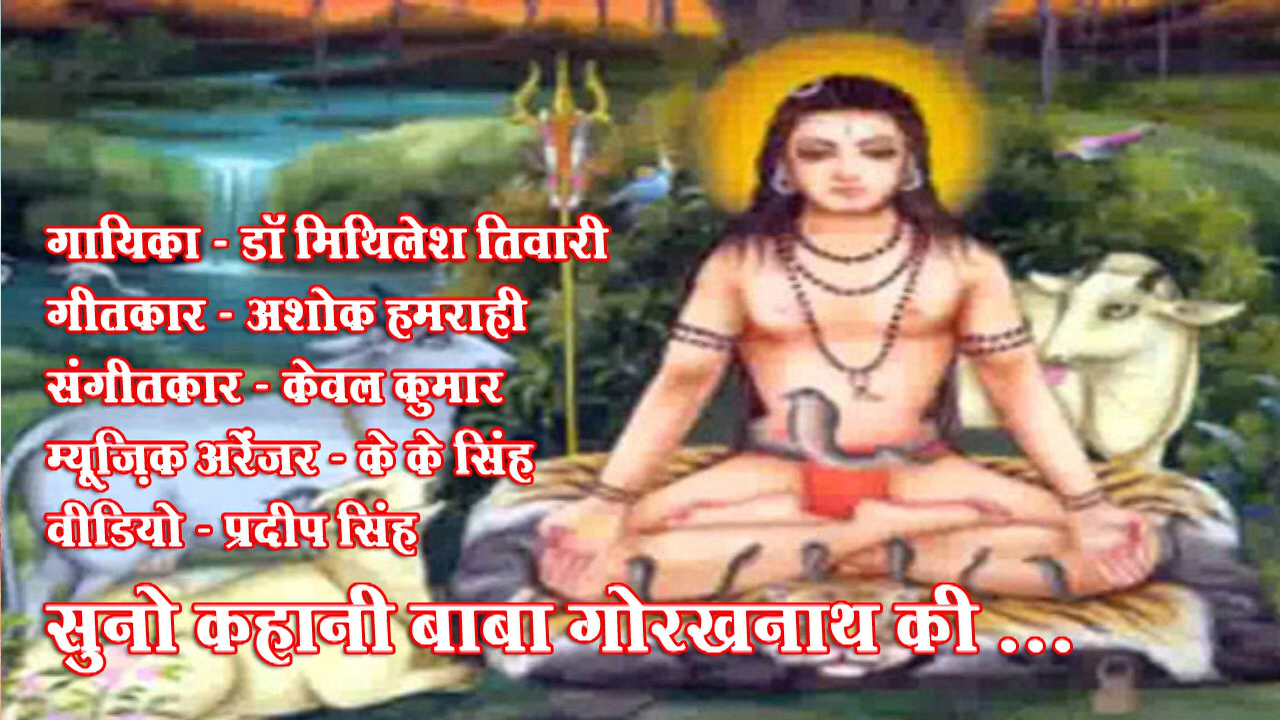 गायिका - डॉ मिथिलेश तिवारी
गीतकार - अशोक हमराही
संगीतकार - केवल कुमार
म्यूज़िक अरेंजर - के के सिंह
वीडियो - प्रदीप सिंह
सुनो कहानी बाबा गोरखनाथ की ...